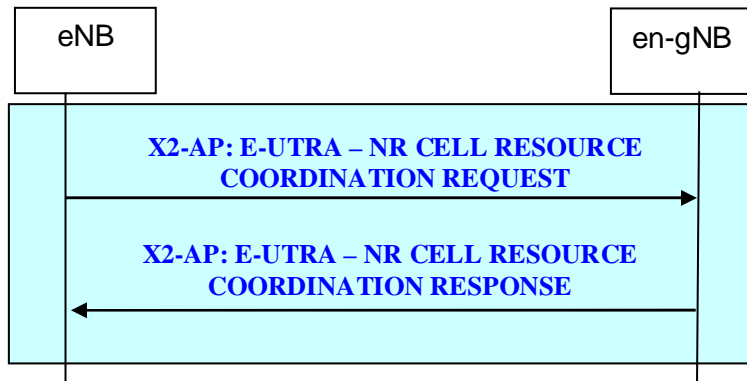 eNB
en-gNB
X2-AP: E-UTRA – NR CELL RESOURCE
COORDINATION REQUEST
X2-AP: E-UTRA – NR CELL RESOURCE
COORDINATION RESPONSE